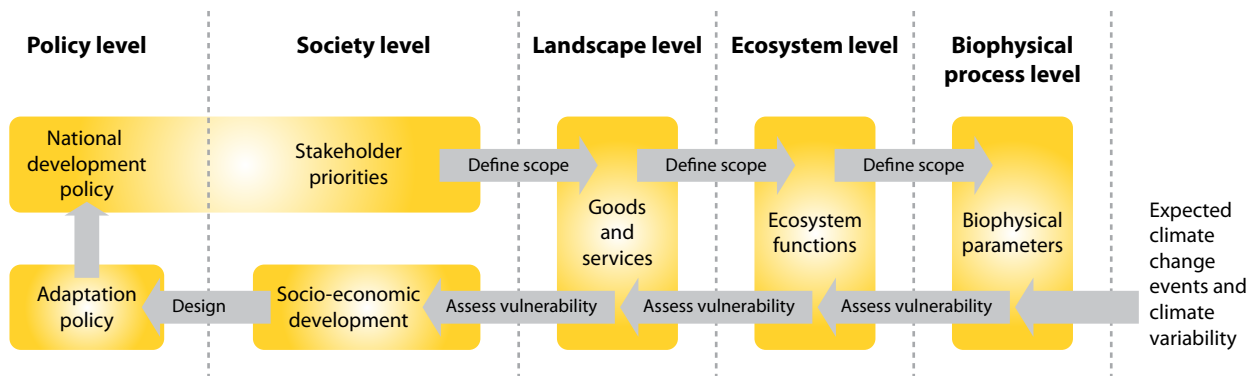 Policy level
Society level
Landscape level
Ecosystem level
Biophysical
process level
National
development
policy
Stakeholder
priorities
Define scope
Define scope
Define scope
Goods
and
services
Ecosystem
functions
Biophysical
parameters
Expected
climate
change
events and
climate
variability
Adaptation
policy
Design
Socio-economic
development
Assess vulnerability
Assess vulnerability
Assess vulnerability